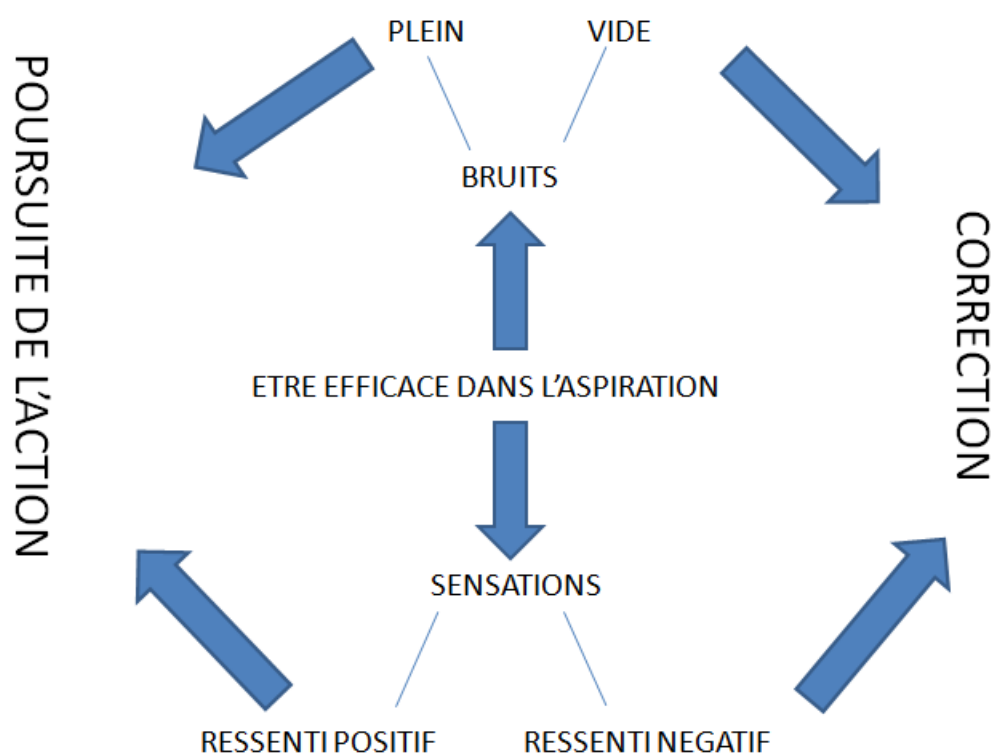 PLEIN
VIDE
POURSUITE DE L'ACTION
BRUITS
CORRECTION
ETRE EFFICACE DANS L'ASPIRATION
SENSATIONS
RESSENTI POSITIF
RESSENTI NEGATIF